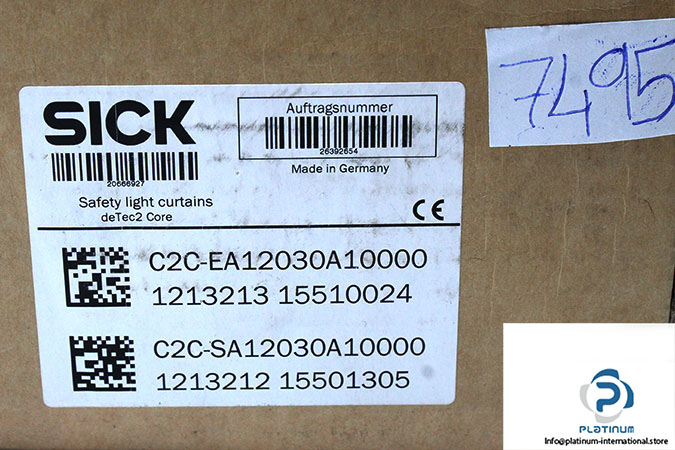 SICK
20666927
Safety light curtains
deTec2 Core
Auftragsnummer
26392654
Made in Germany
CE
C2C-EA12030A10000
1213213 15510024
C2C-SA12030A10000
1213212 15501305
7495
PLATINUM
Info@platinum-international.store